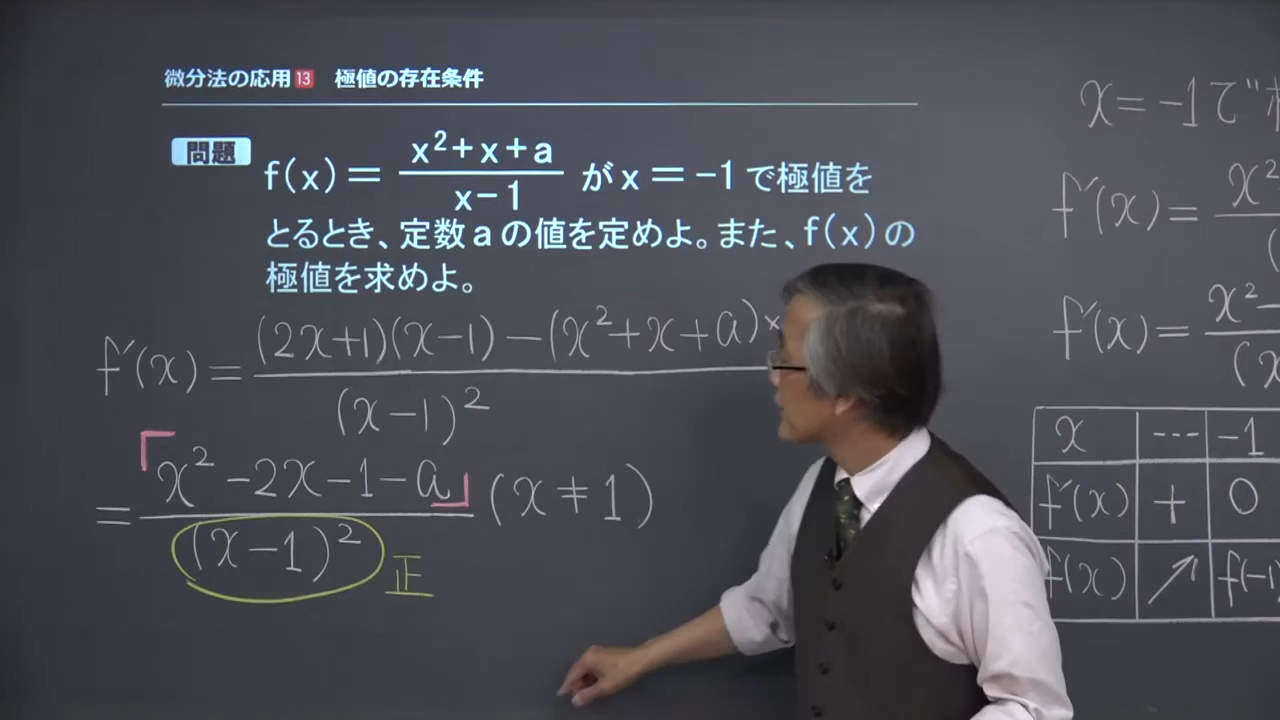 微分法の応用13 極値の存在条件
問題 f(x)= x²+x+a / x-1 がx=-1で極値を
とるとき、定数aの値を定めよ。また、f(x)の
極値を求めよ。
f'(x)= (2x+1)(x-1)-(x²+x+a)× / (x-1)²
= x²-2x-1-a / (x-1)² (x≠1)
正
x=-1で"
f'(x)= x²
f'(x)= x²-
x --- -1
f'(x) + 0
f(x) ↗ f(-1)